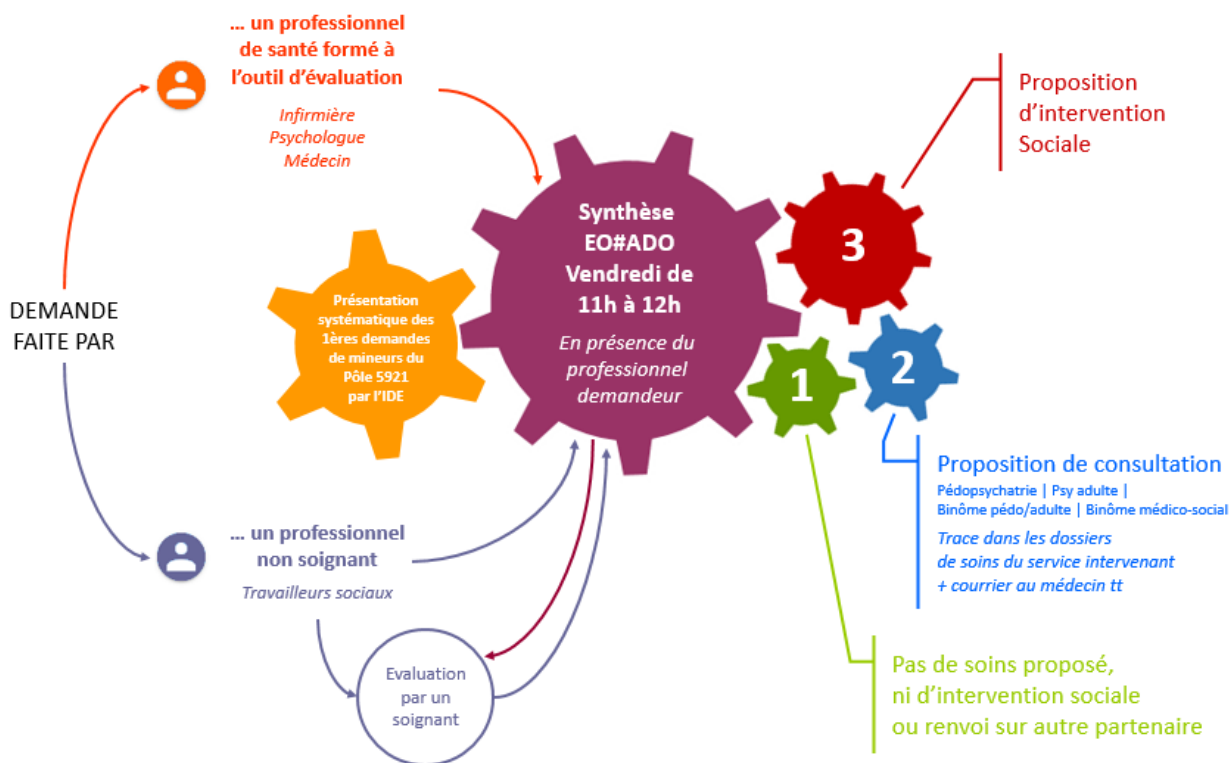 DEMANDE
FAITE PAR
... un professionnel
de santé formé à
l'outil d'évaluation
Infirmière
Psychologue
Médecin
... un professionnel
non soignant
Travailleurs sociaux
Evaluation
par un
soignant
Présentation
systématique des
1ères demandes
de mineurs du
Pôle 5921
par l'IDE
Synthèse
EO#ADO
Vendredi de
11h à 12h
En présence du
professionnel
demandeur
3
Proposition
d'intervention
Sociale
2
Proposition de consultation
Pédopsychatrie | Psy adulte |
Binôme pédo/adulte | Binôme médico-social
Trace dans les dossiers
de soins du service intervenant
+ courrier au médecin tt
1
Pas de soins proposé,
ni d'intervention sociale
ou renvoi sur autre partenaire